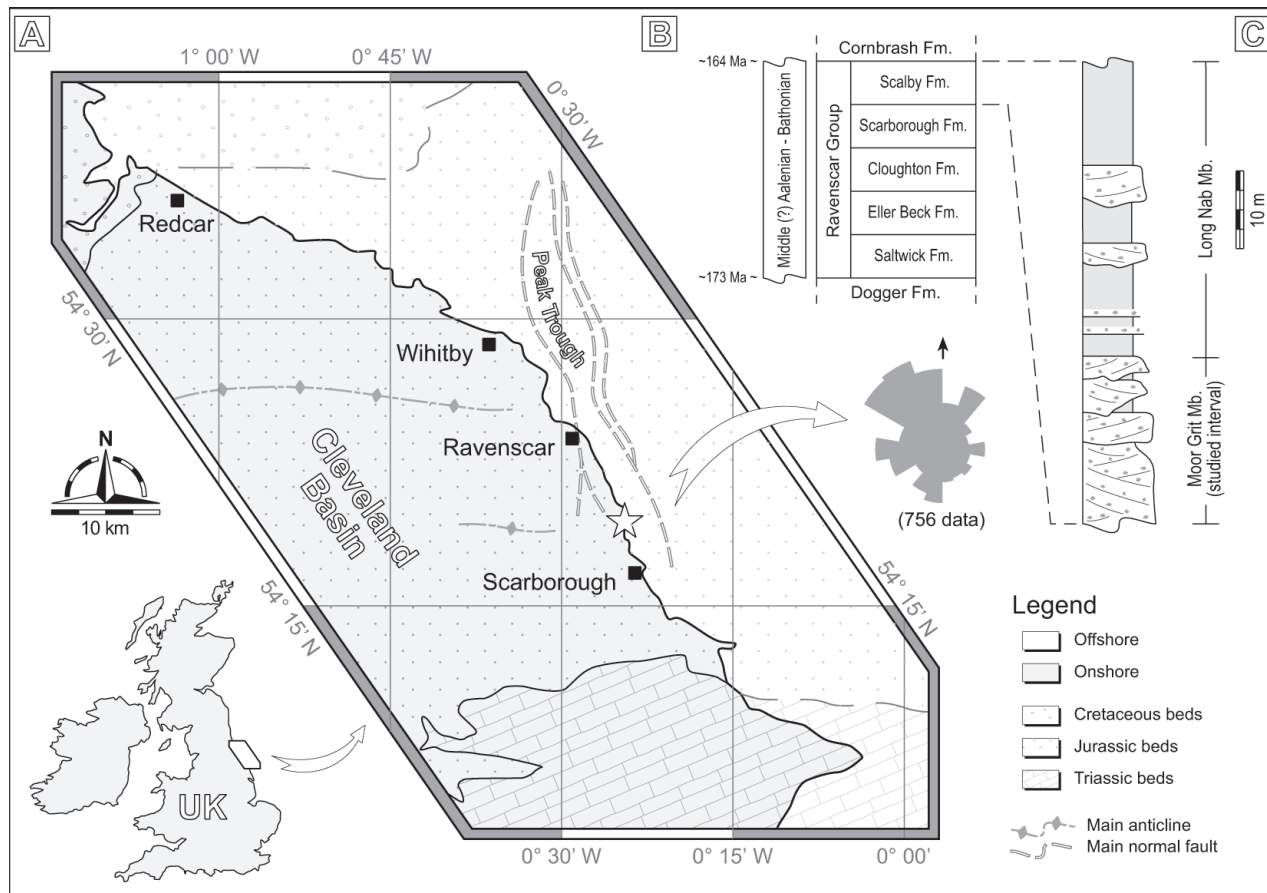 A
B
C
1° 00' W
0° 45' W
0° 30' W
54° 30' N
54° 15' N
54° 15' N
0° 30' W
0° 15' W
0° 00'
Redcar
Wihitby
Ravenscar
Scarborough
Peak Trough
Cleveland
Basin
N
10 km
UK
~164 Ma
~173 Ma
Middle (?) Aalenian - Bathonian
Ravenscar Group
Cornbrash Fm.
Scalby Fm.
Scarborough Fm.
Cloughton Fm.
Eller Beck Fm.
Saltwick Fm.
Dogger Fm.
(756 data)
Long Nab Mb.
Moor Grit Mb.
(studied interval)
10 m
Legend
Offshore
Onshore
Cretaceous beds
Jurassic beds
Triassic beds
Main anticline
Main normal fault